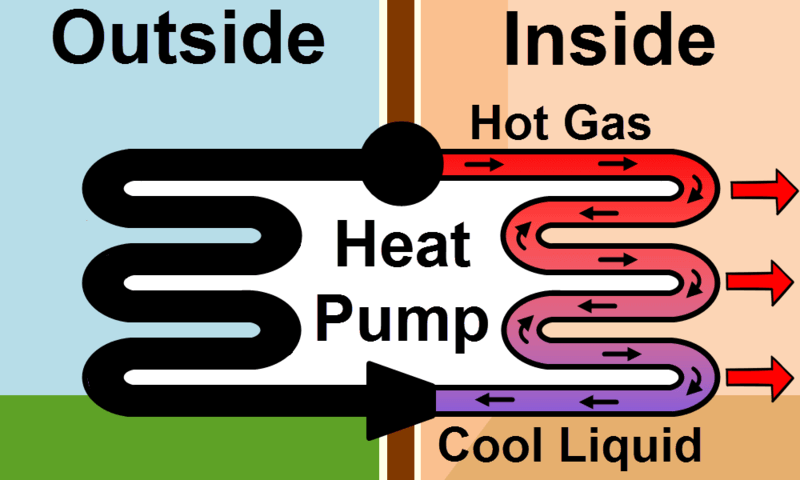 Outside
Inside
Hot Gas
Heat
Pump
Cool Liquid